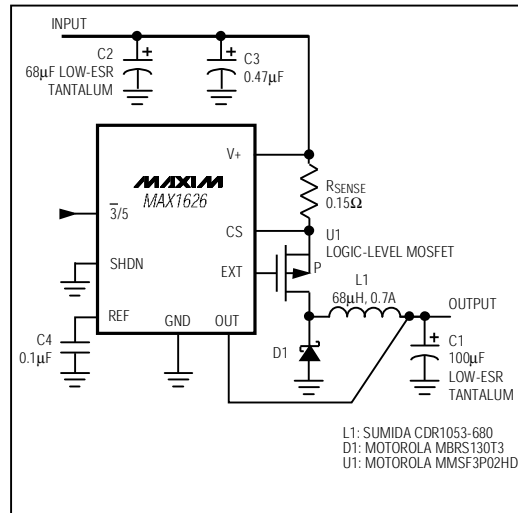 INPUT
C2
68µF LOW-ESR
TANTALUM
C3
0.47µF
V+
MAXIM
MAX1626
RSENSE
0.15Ω
3/5
CS
U1
LOGIC-LEVEL MOSFET
SHDN
EXT
P
L1
68µH, 0.7A
OUTPUT
REF
GND
OUT
C4
0.1µF
D1
C1
100µF
LOW-ESR
TANTALUM
L1: SUMIDA CDR1053-680
D1: MOTOROLA MBRS130T3
U1: MOTOROLA MMSF3P02HD